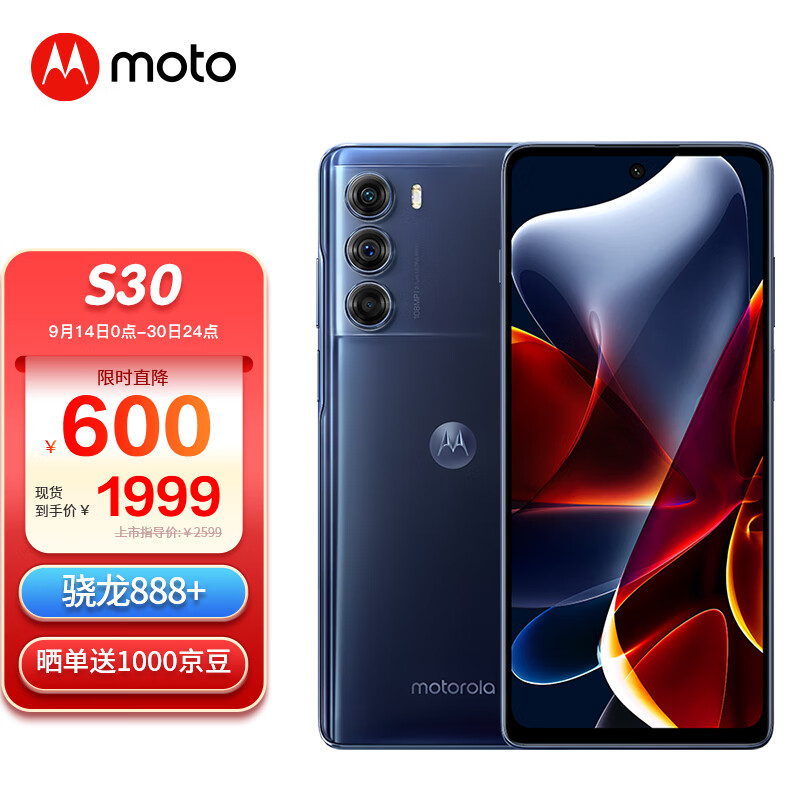 moto
S30
9月14日0点-30日24点
限时直降
¥600
现货
到手价¥1999
上市指导价:¥2599
骁龙888+
晒单送1000京豆
motorola